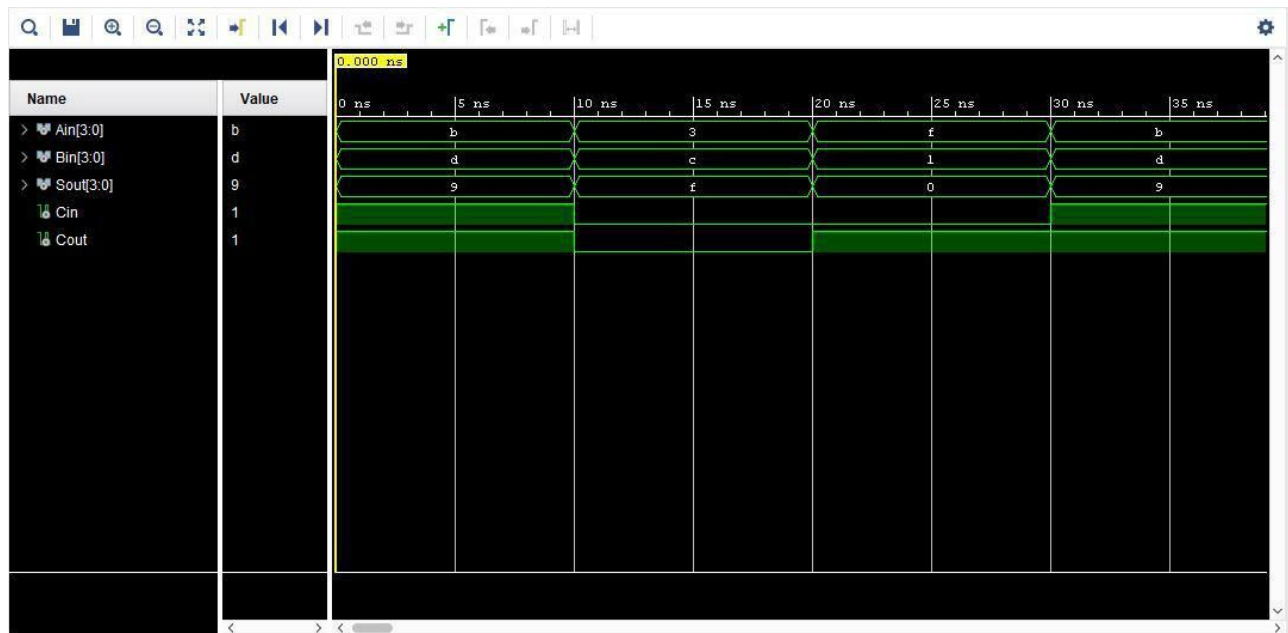 0.000 ns
Name Value 0 ns 5 ns 10 ns 15 ns 20 ns 25 ns 30 ns 35 ns
Ain[3:0] b b 3 f b
Bin[3:0] d d c 1 d
Sout[3:0] 9 9 f 0 9
Cin 1
Cout 1